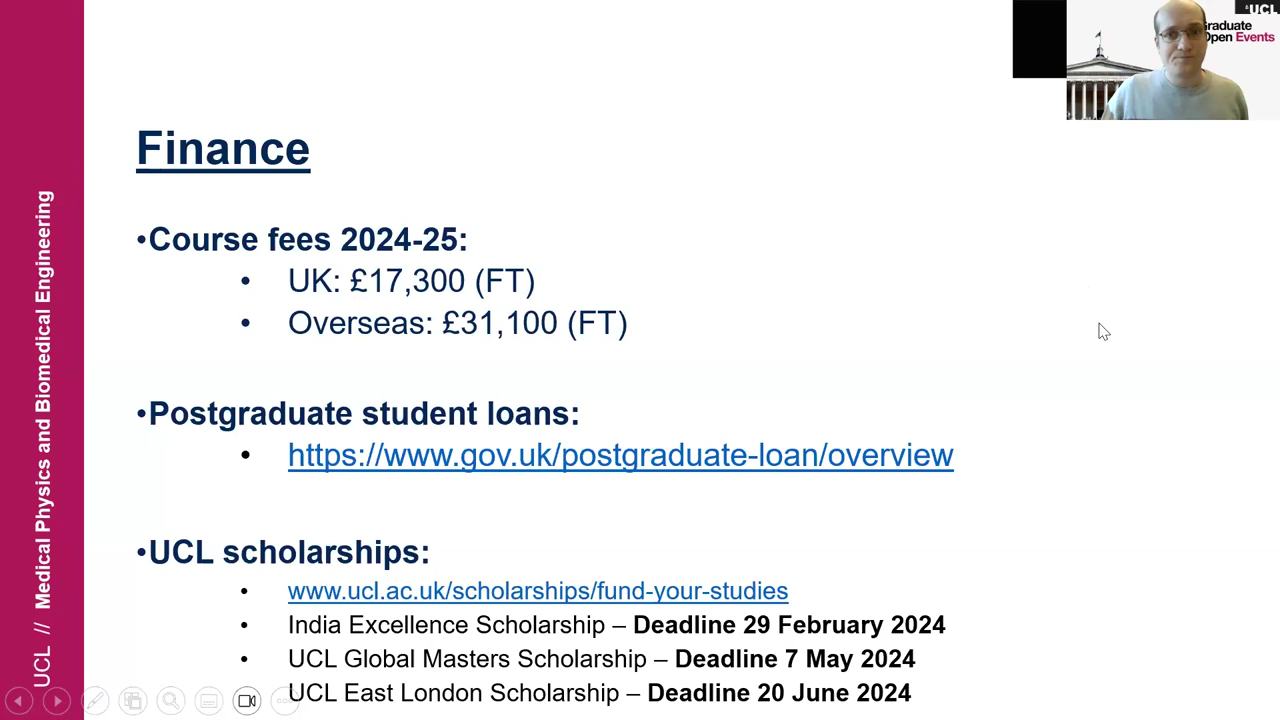 UCL
Graduate
Open Events
Finance
•Course fees 2024-25:
• UK: £17,300 (FT)
• Overseas: £31,100 (FT)
•Postgraduate student loans:
• https://www.gov.uk/postgraduate-loan/overview
•UCL scholarships:
• www.ucl.ac.uk/scholarships/fund-your-studies
• India Excellence Scholarship – Deadline 29 February 2024
• UCL Global Masters Scholarship – Deadline 7 May 2024
UCL East London Scholarship – Deadline 20 June 2024
UCL // Medical Physics and Biomedical Engineering